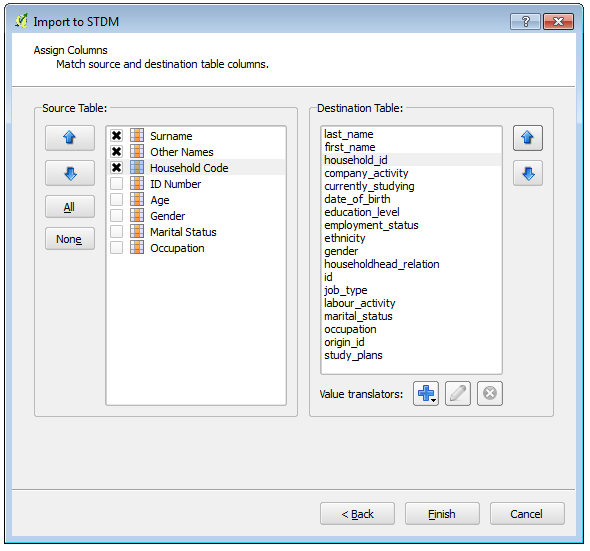 Import to STDM
Assign Columns
Match source and destination table columns.
Source Table:
All
None
Surname
Other Names
Household Code
ID Number
Age
Gender
Marital Status
Occupation
Destination Table:
last_name
first_name
household_id
company_activity
currently_studying
date_of_birth
education_level
employment_status
ethnicity
gender
householdhead_relation
id
job_type
labour_activity
marital_status
occupation
origin_id
study_plans
Value translators:
< Back
Finish
Cancel